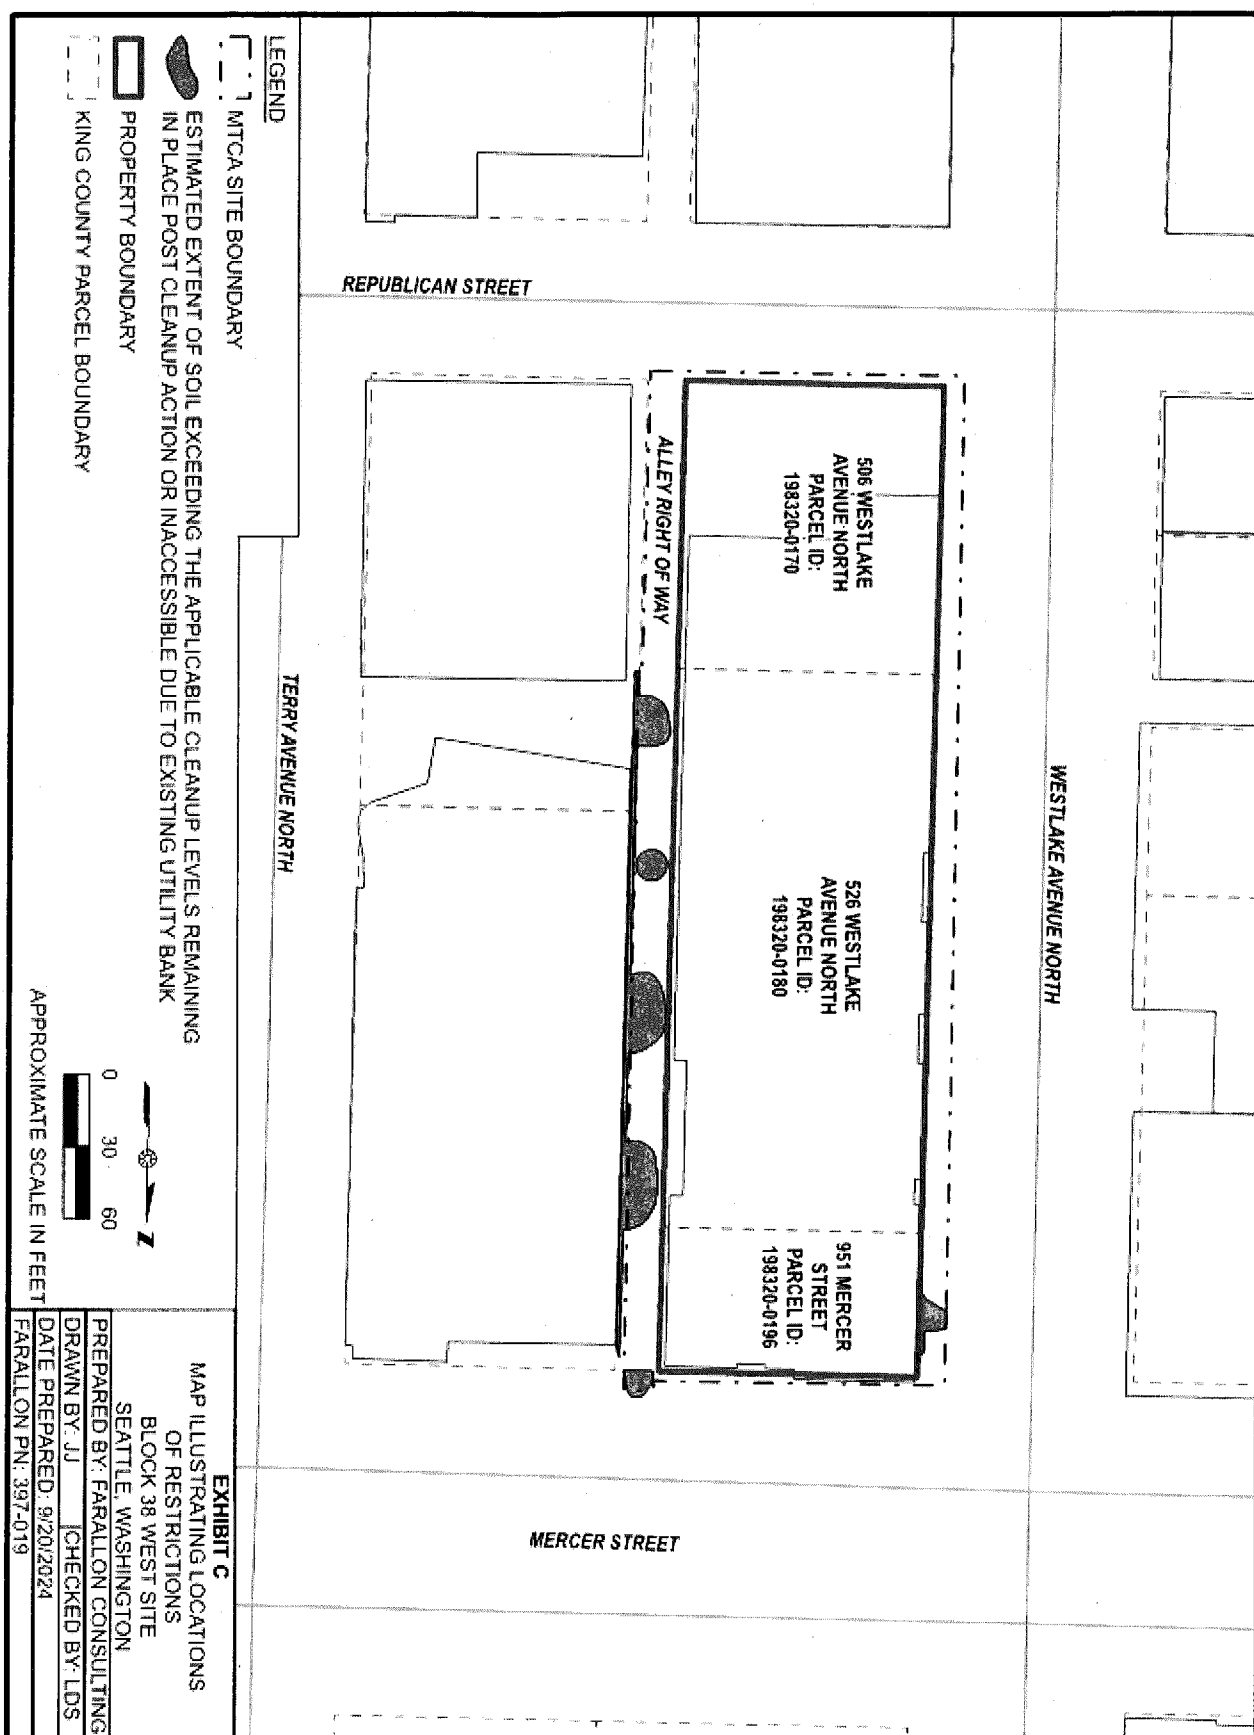 LEGEND
MTCA SITE BOUNDARY
ESTIMATED EXTENT OF SOIL EXCEEDING THE APPLICABLE CLEANUP LEVELS REMAINING
IN PLACE POST CLEANUP ACTION OR INACCESSIBLE DUE TO EXISTING UTILITY BANK
PROPERTY BOUNDARY
KING COUNTY PARCEL BOUNDARY
REPUBLICAN STREET
ALLEY RIGHT OF WAY
506 WESTLAKE
AVENUE NORTH
PARCEL ID:
198320-0170
TERRY AVENUE NORTH
WESTLAKE AVENUE NORTH
526 WESTLAKE
AVENUE NORTH
PARCEL ID:
198320-0180
951 MERCER
STREET
PARCEL ID:
198320-0196
MERCER STREET
Z
0 30 60
APPROXIMATE SCALE IN FEET
EXHIBIT C
MAP ILLUSTRATING LOCATIONS
OF RESTRICTIONS
BLOCK 38 WEST SITE
SEATTLE, WASHINGTON
PREPARED BY: FARALLON CONSULTING
DRAWN BY: JJ CHECKED BY: LDS
DATE PREPARED: 9/20/2024
FARALLON PN: 397-019